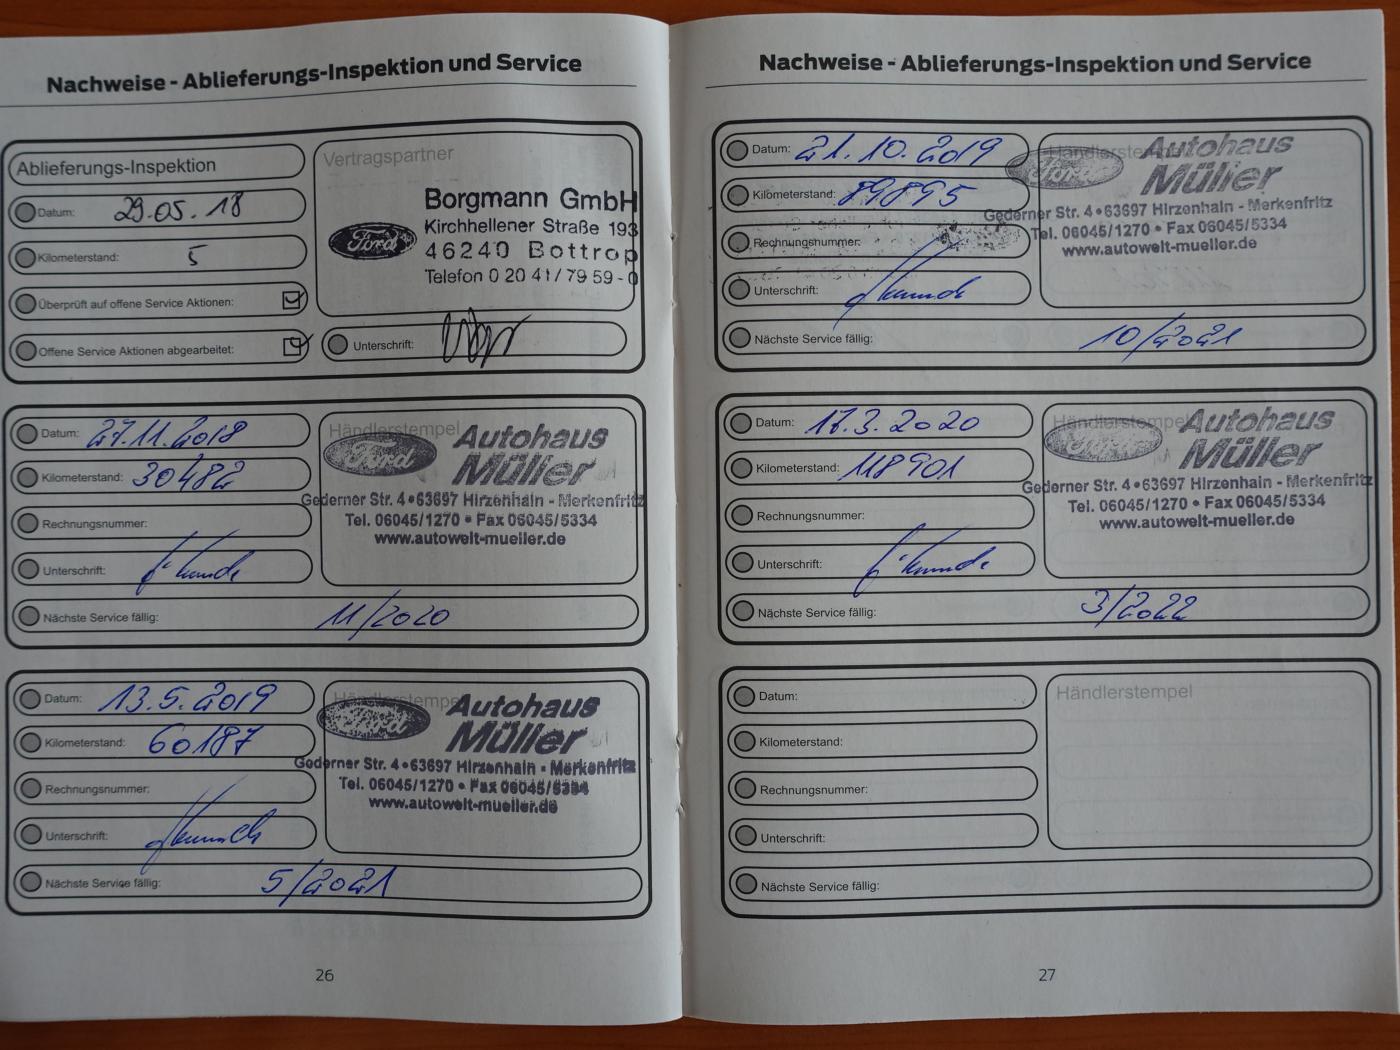 Nachweise - Ablieferungs-Inspektion und Service
Ablieferungs-Inspektion
Datum: 29.05.18
Kilometerstand: 5
Überprüft auf offene Service Aktionen:
Offene Service Aktionen abgearbeitet:
Vertragspartner
Ford
Borgmann GmbH
Kirchhellener Straße 193
46240 Bottrop
Telefon 0 20 41/79 59-0
Unterschrift:
Datum: 27.11.2018
Kilometerstand: 30482
Rechnungsnummer:
Unterschrift:
Nächste Service fällig: 11/2020
Händlerstempel
Ford
Autohaus
Müller
Gederner Str. 4•63697 Hirzenhain - Merkenfritz
Tel. 06045/1270 • Fax 06045/5334
www.autowelt-mueller.de
Datum: 13.5.2019
Kilometerstand: 60187
Rechnungsnummer:
Unterschrift:
Nächste Service fällig: 5/2021
Händlerstempel
Ford
Autohaus
Müller
Gederner Str. 4•63697 Hirzenhain - Merkenfritz
Tel. 06045/1270 • Fax 06045/5334
www.autowelt-mueller.de
26
Nachweise - Ablieferungs-Inspektion und Service
Datum: 21.10.2019
Kilometerstand: 89895
Rechnungsnummer:
Unterschrift:
Nächste Service fällig: 10/2021
Händlerstempel
Ford
Autohaus
Müller
Gederner Str. 4•63697 Hirzenhain - Merkenfritz
Tel. 06045/1270 • Fax 06045/5334
www.autowelt-mueller.de
Datum: 17.3.2020
Kilometerstand: 118901
Rechnungsnummer:
Unterschrift:
Nächste Service fällig: 3/2022
Händlerstempel
Ford
Autohaus
Müller
Gederner Str. 4•63697 Hirzenhain - Merkenfritz
Tel. 06045/1270 • Fax 06045/5334
www.autowelt-mueller.de
Datum:
Kilometerstand:
Rechnungsnummer:
Unterschrift:
Nächste Service fällig:
Händlerstempel
27